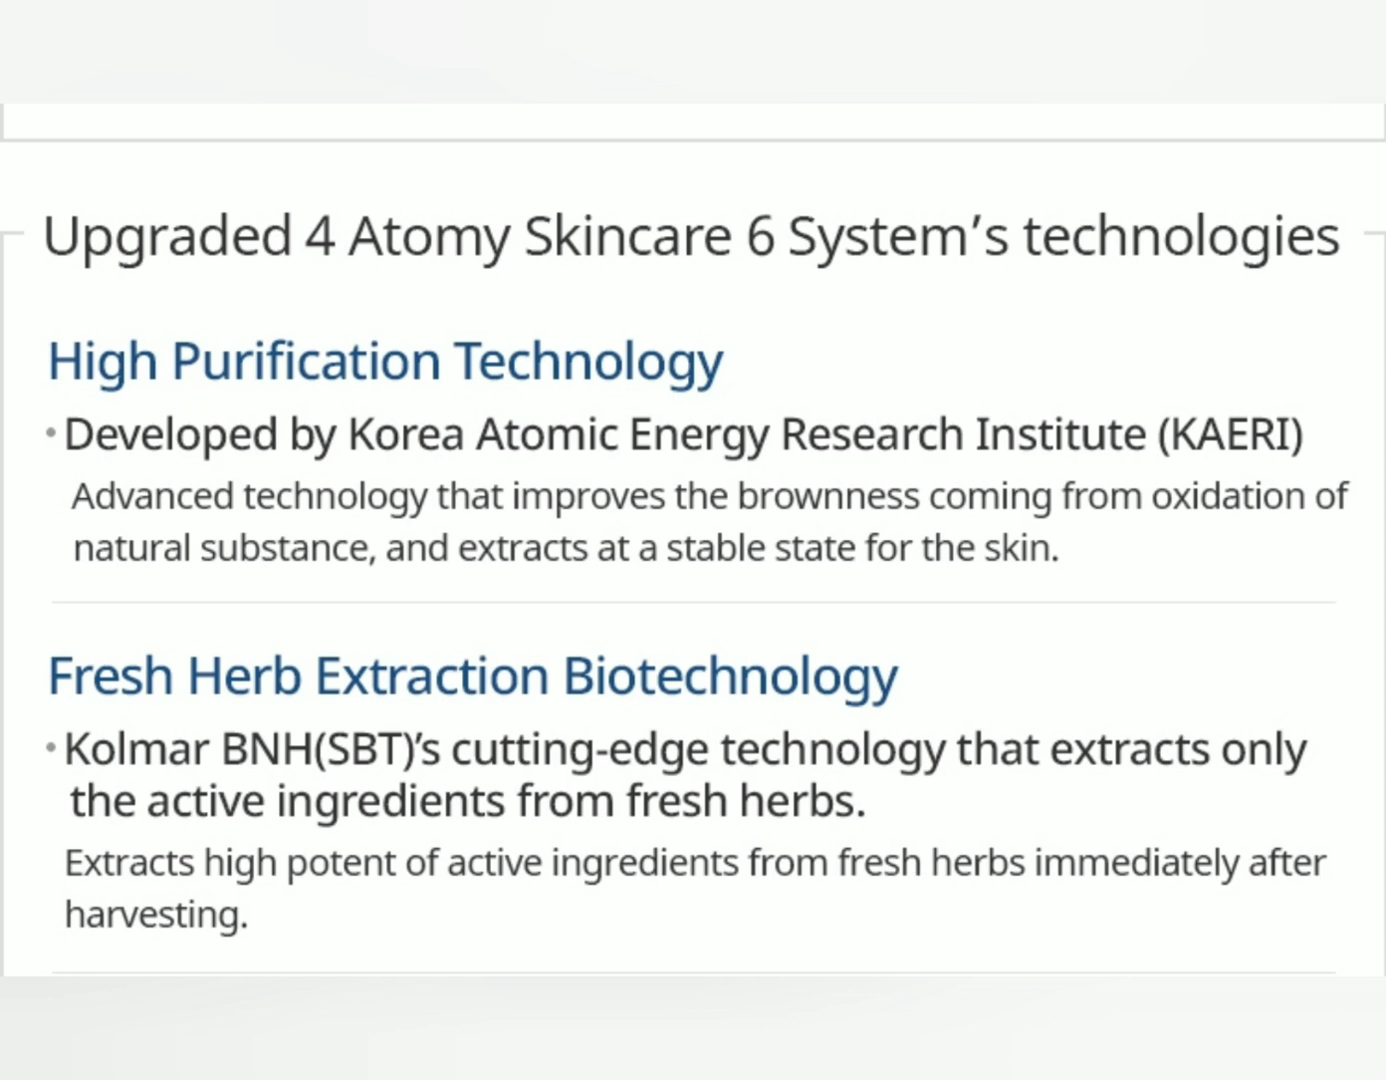 Upgraded 4 Atomy Skincare 6 System’s technologies
High Purification Technology
• Developed by Korea Atomic Energy Research Institute (KAERI)
Advanced technology that improves the brownness coming from oxidation of
natural substance, and extracts at a stable state for the skin.
Fresh Herb Extraction Biotechnology
• Kolmar BNH(SBT)’s cutting-edge technology that extracts only
the active ingredients from fresh herbs.
Extracts high potent of active ingredients from fresh herbs immediately after
harvesting.